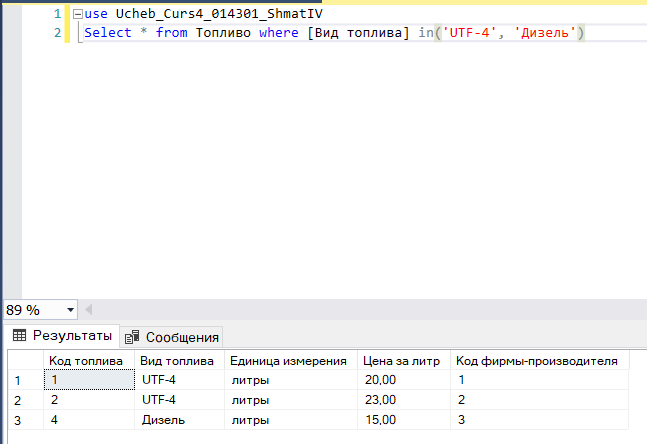 1 use Ucheb_Curs4_014301_ShmatIV
2 Select * from Топливо where [Вид топлива] in('UTF-4', 'Дизель')
89 %
Результаты Сообщения
Код топлива Вид топлива Единица измерения Цена за литр Код фирмы-производителя
1 1 UTF-4 литры 20,00 1
2 2 UTF-4 литры 23,00 2
3 4 Дизель литры 15,00 3